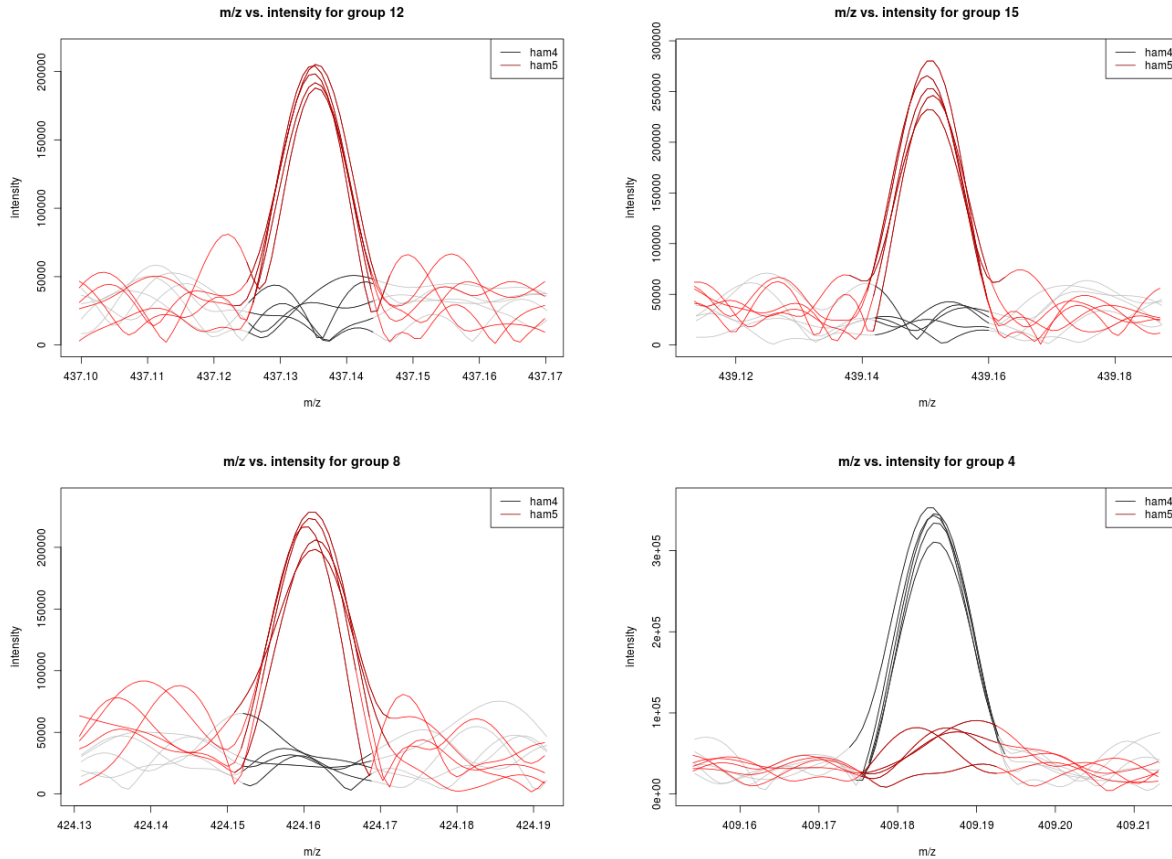 m/z vs. intensity for group 12
ham4
ham5
intensity
0
50000
100000
150000
200000
437.10 437.11 437.12 437.13 437.14 437.15 437.16 437.17
m/z
m/z vs. intensity for group 15
ham4
ham5
intensity
0
50000
100000
150000
200000
250000
300000
439.12 439.14 439.16 439.18
m/z
m/z vs. intensity for group 8
ham4
ham5
intensity
0
50000
100000
150000
200000
424.13 424.14 424.15 424.16 424.17 424.18 424.19
m/z
m/z vs. intensity for group 4
ham4
ham5
intensity
0e+00
1e+05
2e+05
3e+05
409.16 409.17 409.18 409.19 409.20 409.21
m/z